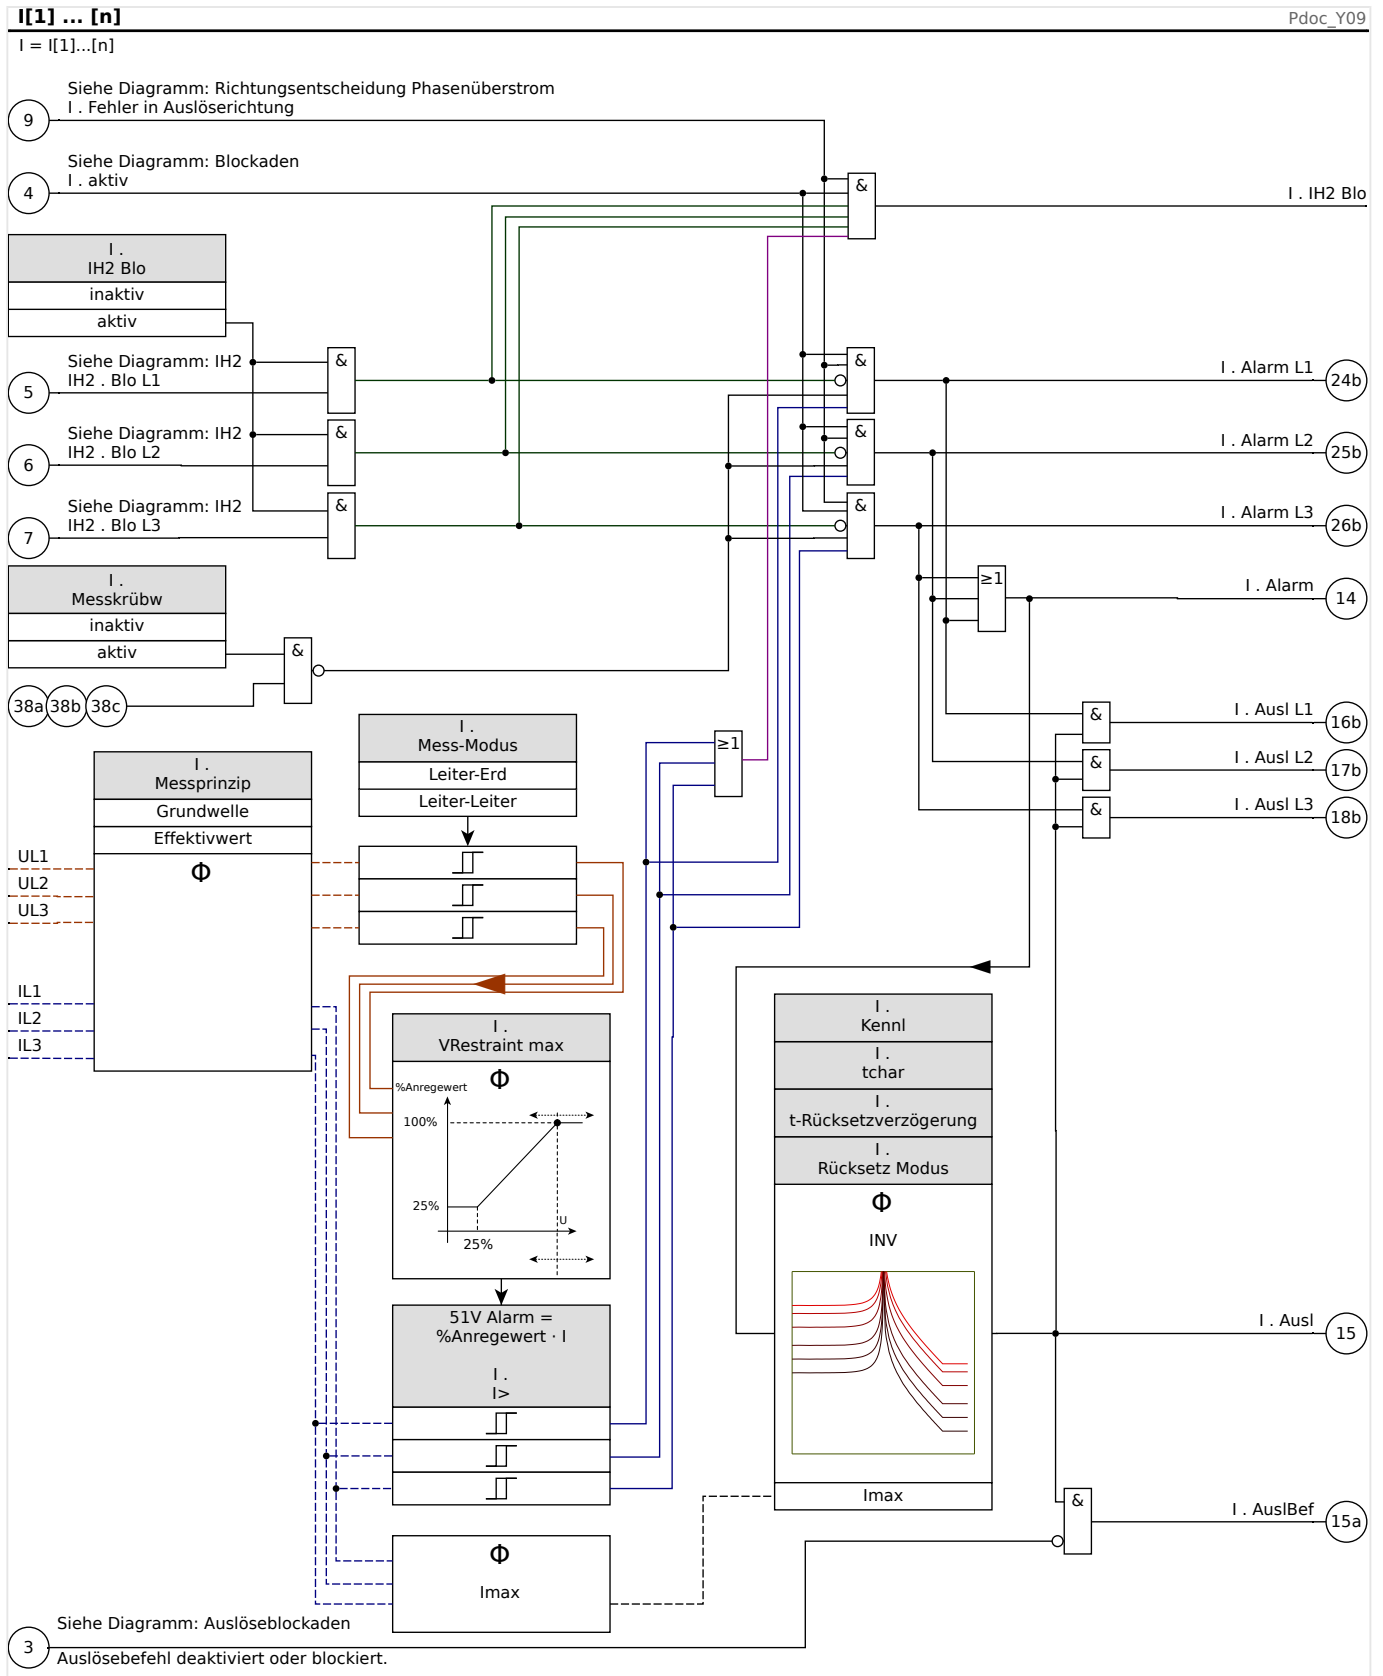 I[1] ... [n]
Pdoc_Y09
I = I[1]...[n]
Siehe Diagramm: Richtungsentscheidung Phasenüberstrom
I . Fehler in Auslöserichtung
9
Siehe Diagramm: Blockaden
I . aktiv
4
&
I . IH2 Blo
I .
IH2 Blo
inaktiv
aktiv
Siehe Diagramm: IH2
IH2 . Blo L1
5
&
&
I . Alarm L1
24b
Siehe Diagramm: IH2
IH2 . Blo L2
6
&
&
I . Alarm L2
25b
Siehe Diagramm: IH2
IH2 . Blo L3
7
&
&
I . Alarm L3
26b
I .
Messkrübw
inaktiv
aktiv
&
≥1
I . Alarm
14
38a
38b
38c
&
I . Ausl L1
16b
&
I . Ausl L2
17b
&
I . Ausl L3
18b
I .
Mess-Modus
Leiter-Erd
Leiter-Leiter
≥1
I .
Messprinzip
Grundwelle
Effektivwert
Φ
UL1
UL2
UL3
IL1
IL2
IL3
I .
VRestraint max
Φ
%Anregewert
100%
25%
25%
U
I .
Kennl
I .
tchar
I .
t-Rücksetzverzögerung
I .
Rücksetz Modus
Φ
INV
Imax
51V Alarm =
%Anregewert · I
I .
I>
I . Ausl
15
Φ
Imax
&
I . AuslBef
15a
Siehe Diagramm: Auslöseblockaden
3
Auslösebefehl deaktiviert oder blockiert.